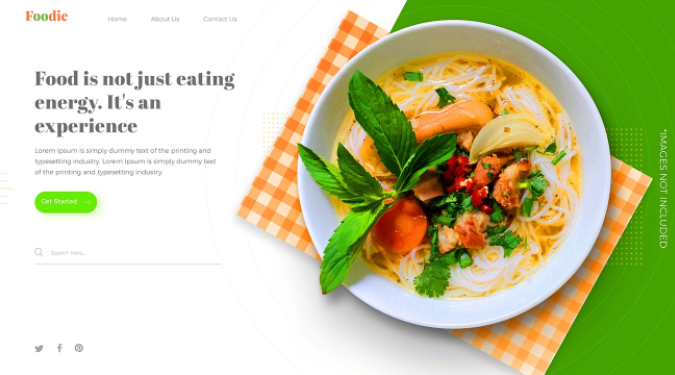 Foodie
Home
About Us
Contact Us
Food is not just eating
energy. It's an
experience
Lorem Ipsum is simply dummy text of the printing and
typesetting industry. Lorem Ipsum is simply dummy text
of the printing and typesetting industry.
Get Started
Search here...
*IMAGES NOT INCLUDED